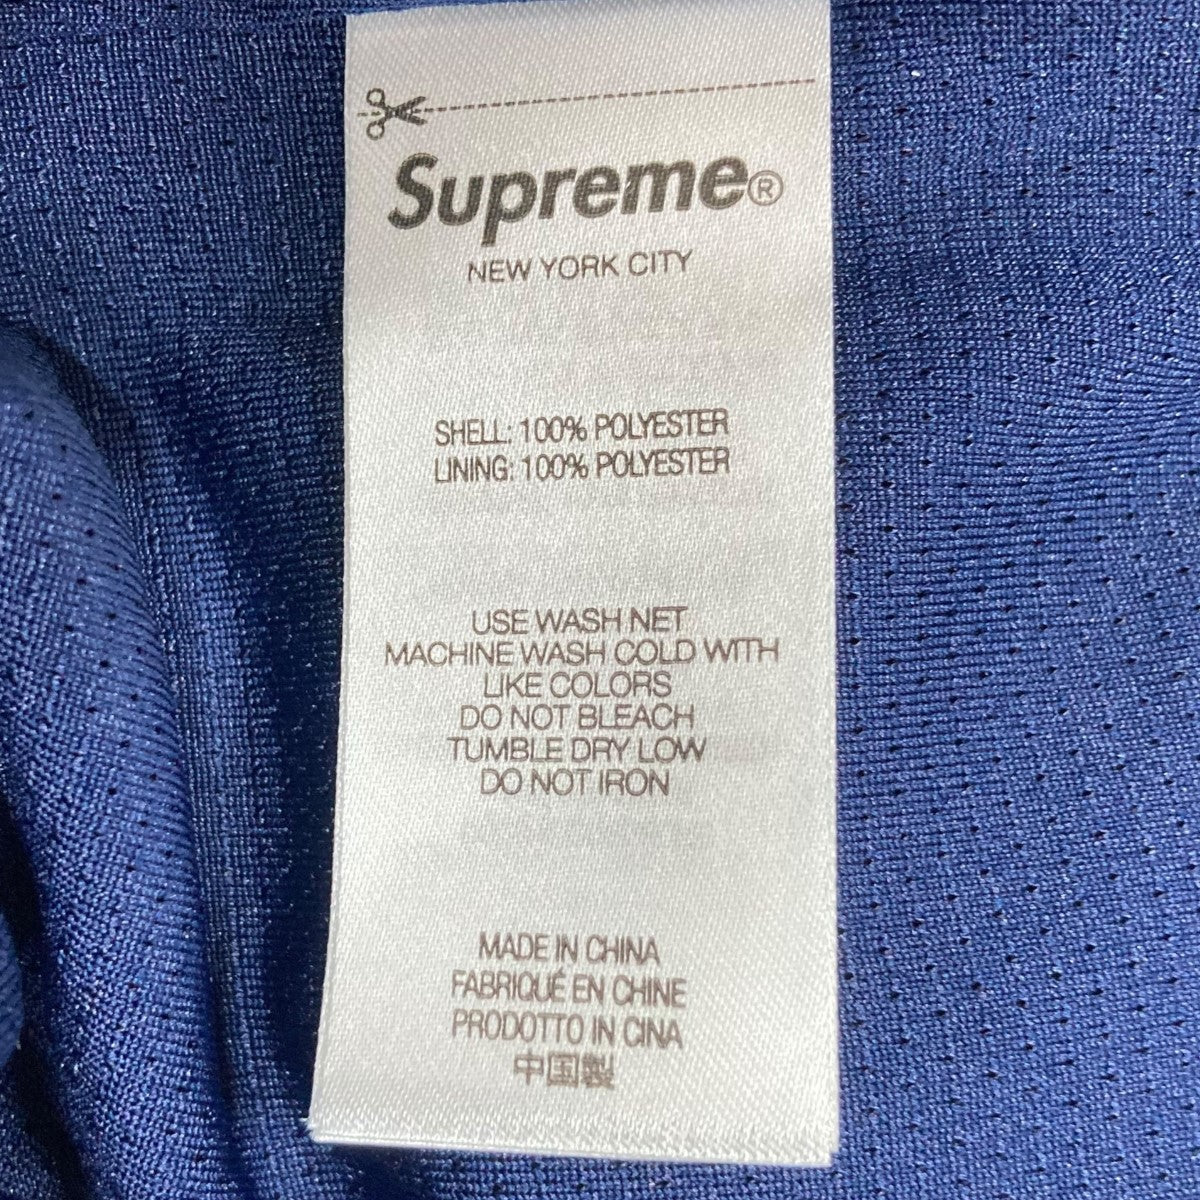 Supreme®
NEW YORK CITY
SHELL: 100% POLYESTER
LINING: 100% POLYESTER
USE WASH NET
MACHINE WASH COLD WITH
LIKE COLORS
DO NOT BLEACH
TUMBLE DRY LOW
DO NOT IRON
MADE IN CHINA
FABRIQUÉ EN CHINE
PRODOTTO IN CINA
中国製